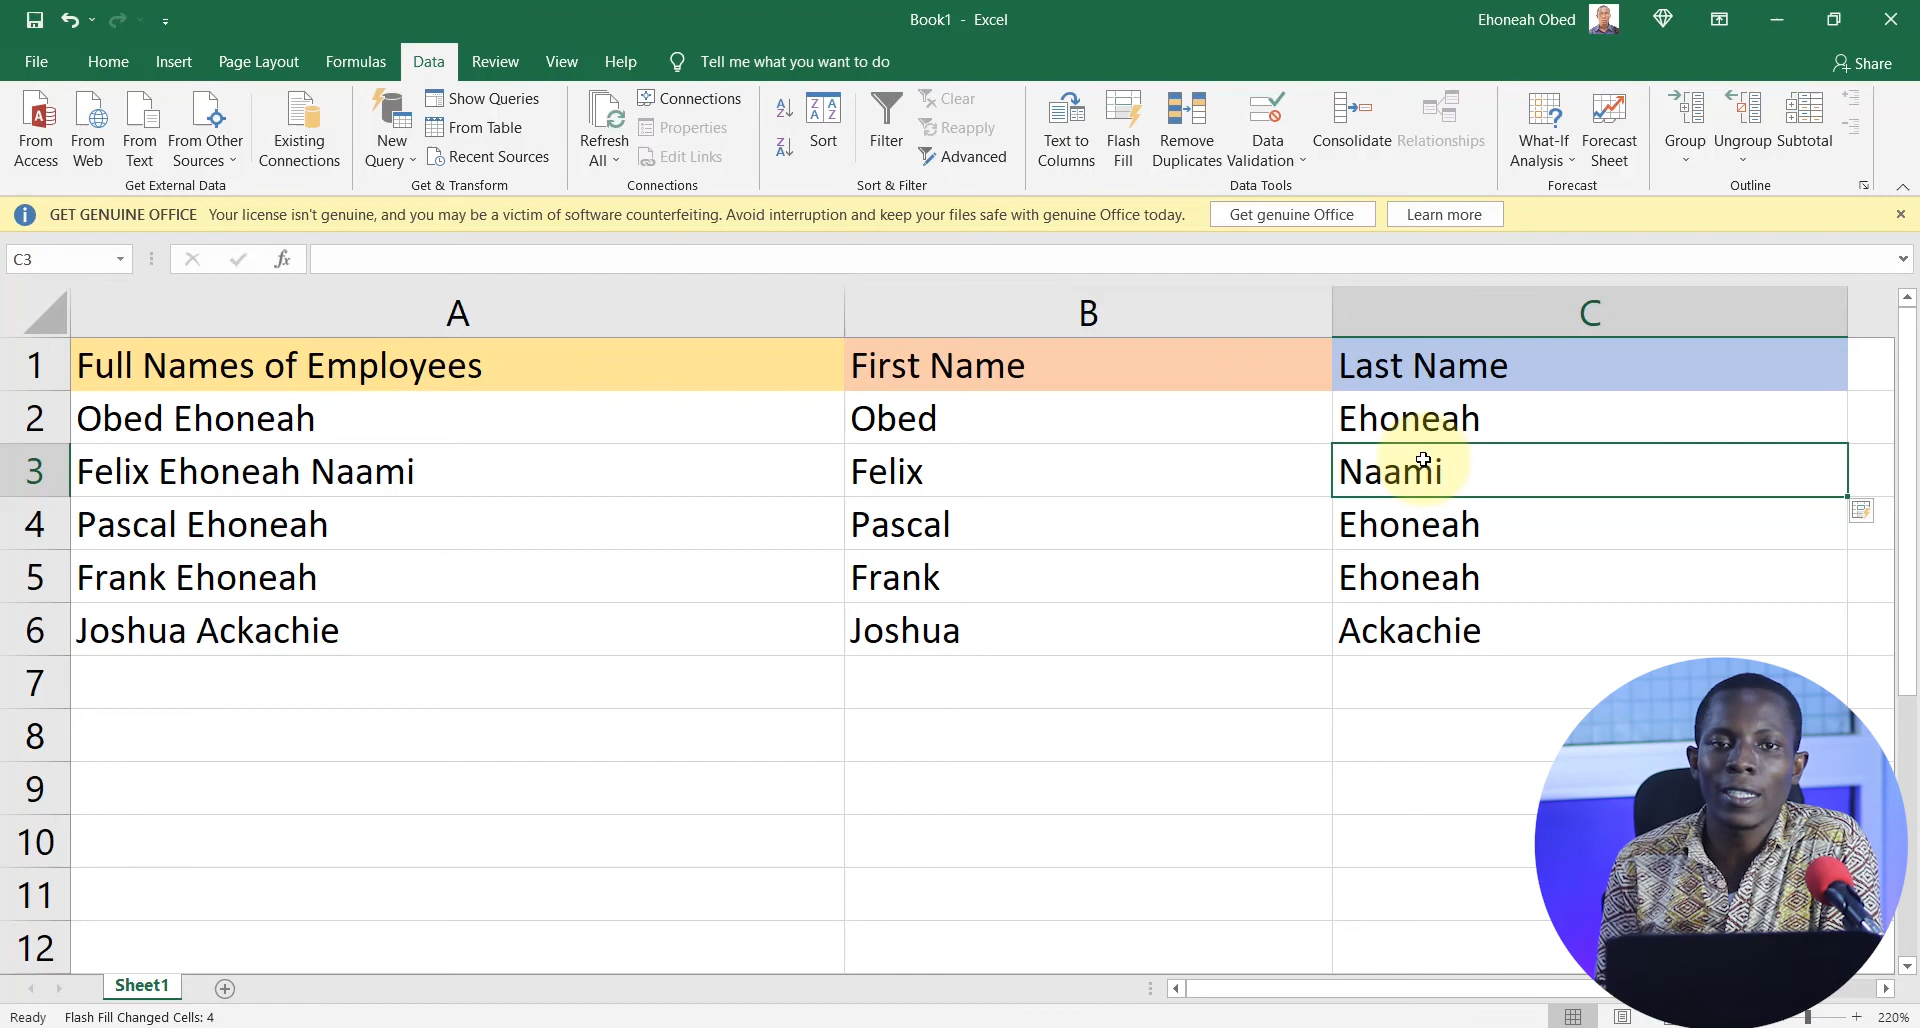 Book1 - Excel
Ehoneah Obed
File Home Insert Page Layout Formulas Data Review View Help Tell me what you want to do
Share
From Access
From Web
From Text
From Other Sources
Existing Connections
Get External Data
New Query
Show Queries
From Table
Recent Sources
Get & Transform
Refresh All
Connections
Properties
Edit Links
Connections
Sort
Filter
Clear
Reapply
Advanced
Sort & Filter
Text to Columns
Flash Fill
Remove Duplicates
Data Validation
Consolidate
Relationships
Data Tools
What-If Analysis
Forecast Sheet
Forecast
Group
Ungroup
Subtotal
Outline
GET GENUINE OFFICE Your license isn't genuine, and you may be a victim of software counterfeiting. Avoid interruption and keep your files safe with genuine Office today. Get genuine Office Learn more
C3 fx
A B C
1 Full Names of Employees First Name Last Name
2 Obed Ehoneah Obed Ehoneah
3 Felix Ehoneah Naami Felix Naami
4 Pascal Ehoneah Pascal Ehoneah
5 Frank Ehoneah Frank Ehoneah
6 Joshua Ackachie Joshua Ackachie
7
8
9
10
11
12
Sheet1
Ready Flash Fill Changed Cells: 4 220%